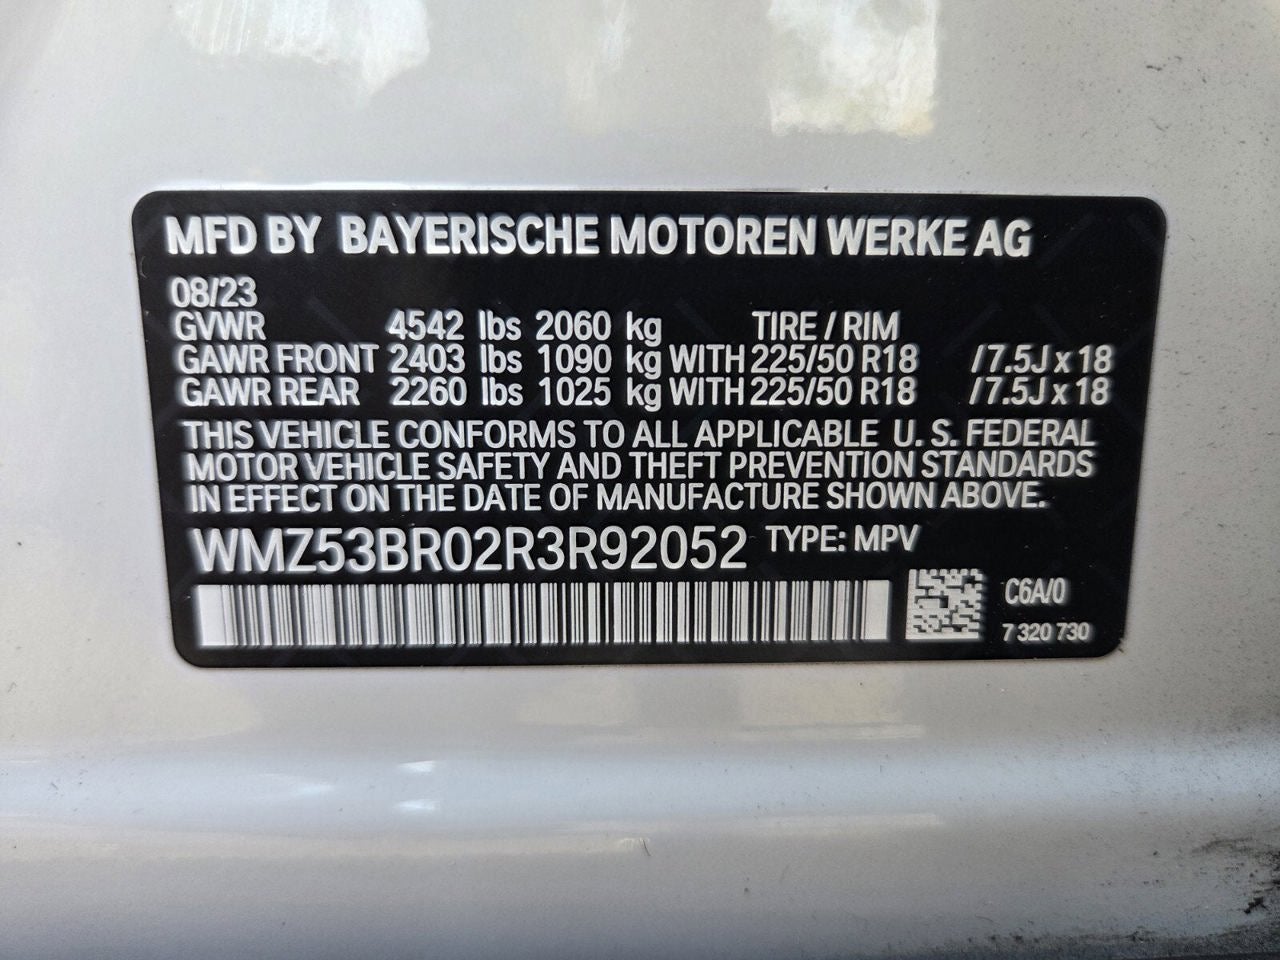 MFD BY BAYERISCHE MOTOREN WERKE AG
08/23
GVWR 4542 lbs 2060 kg TIRE / RIM
GAWR FRONT 2403 lbs 1090 kg WITH 225/50 R18 /7.5J x 18
GAWR REAR 2260 lbs 1025 kg WITH 225/50 R18 /7.5J x 18
THIS VEHICLE CONFORMS TO ALL APPLICABLE U. S. FEDERAL
MOTOR VEHICLE SAFETY AND THEFT PREVENTION STANDARDS
IN EFFECT ON THE DATE OF MANUFACTURE SHOWN ABOVE.
WMZ53BR02R3R92052 TYPE: MPV
C6A/0
7 320 730